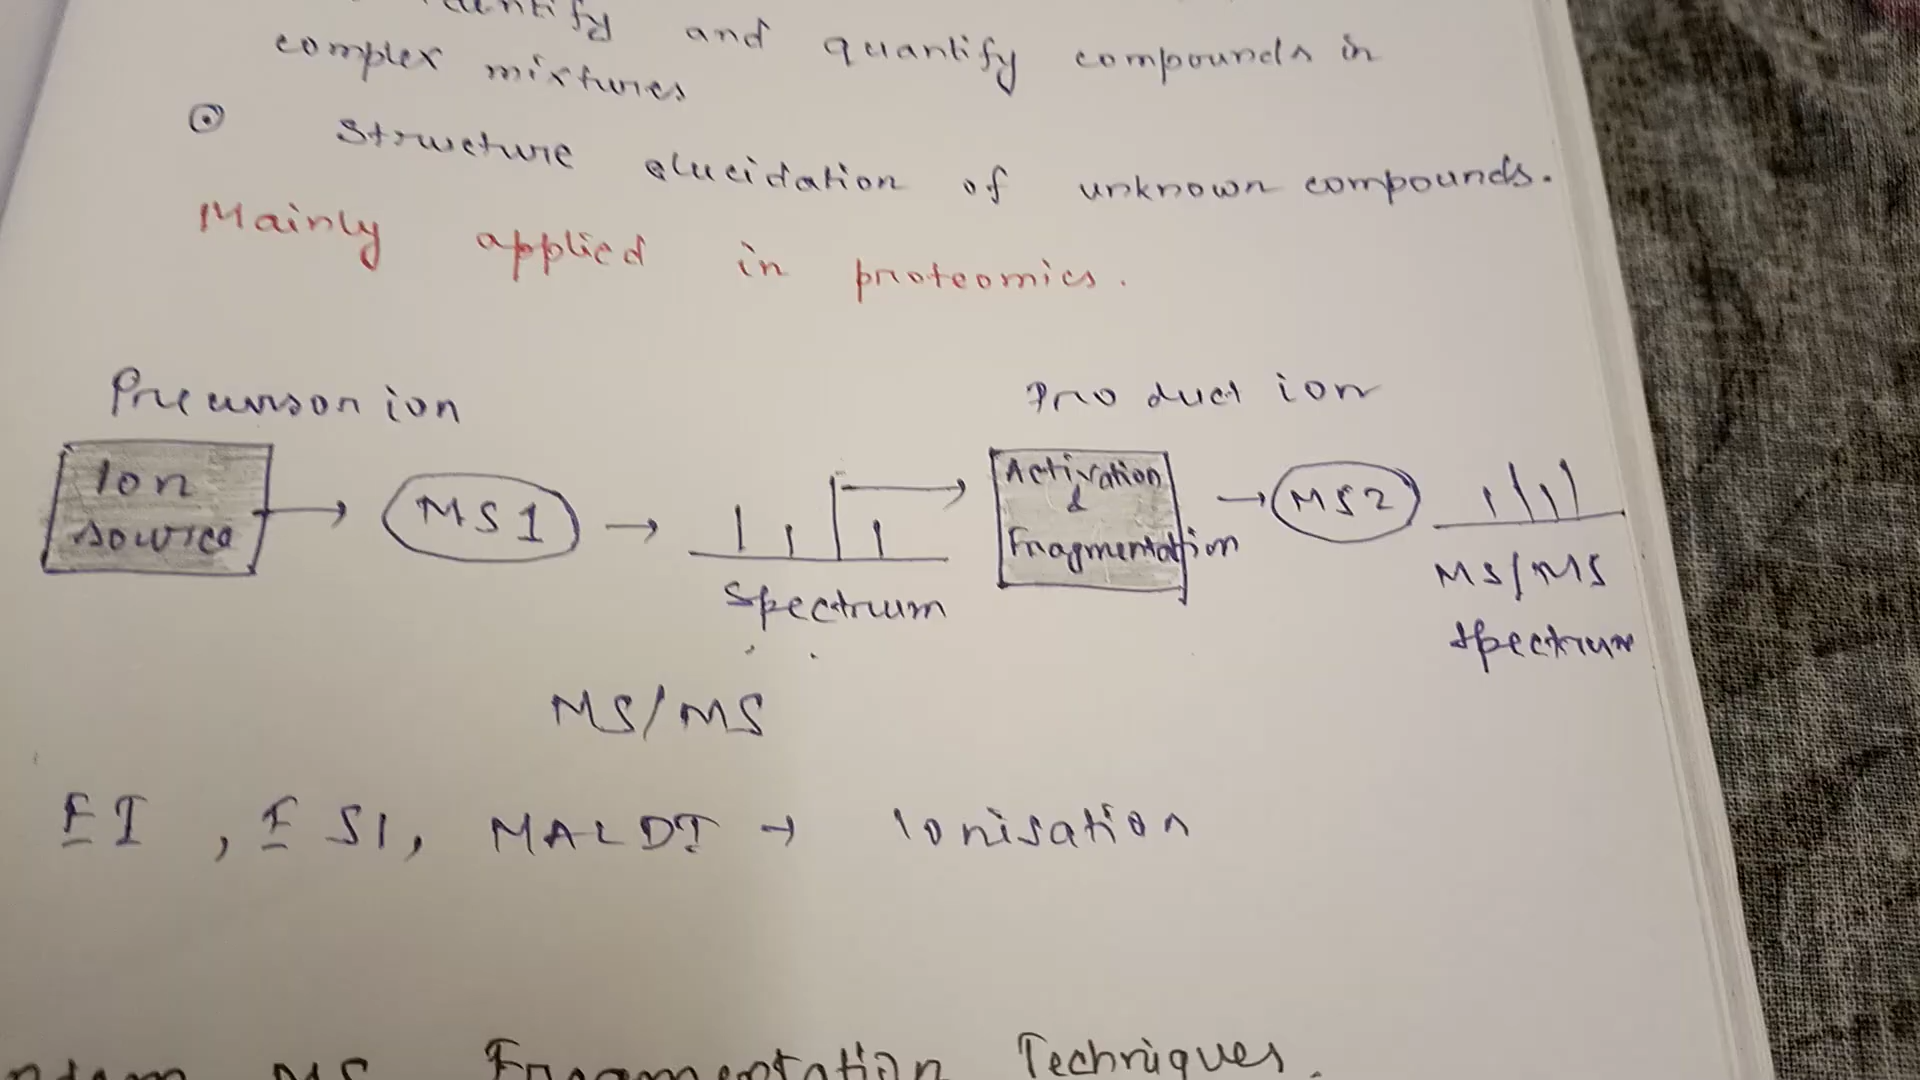 and quantify compounds in
complex mixtures
Structure elucidation of unknown compounds.
Mainly applied in proteomics.
Precursor ion
Product ion
Ion
source
MS1
Spectrum
Activation
&
Fragmentation
MS2
MS/MS
spectrum
MS/MS
EI, ESI, MALDI → Ionisation
MS Fragmentation Techniques.